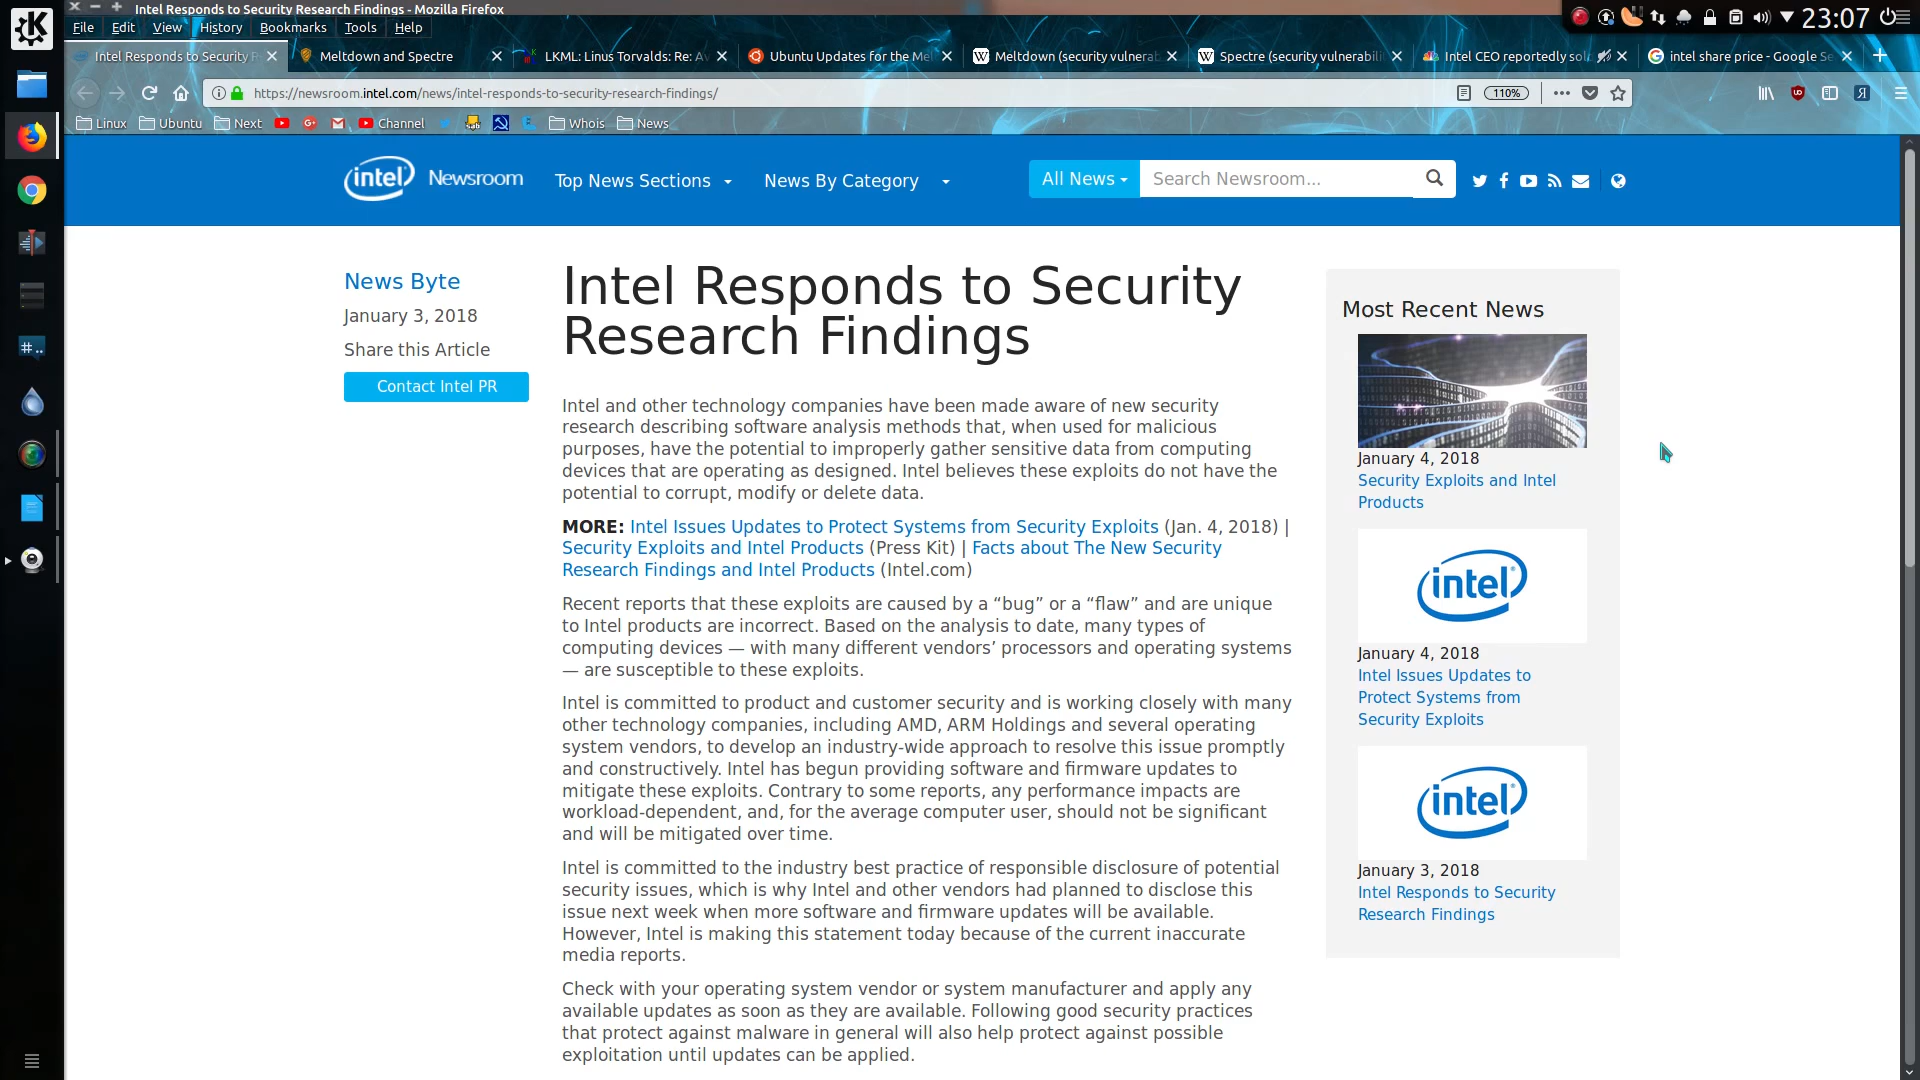 Intel Responds to Security Research Findings - Mozilla Firefox
23:07
File Edit View History Bookmarks Tools Help
Intel Responds to Security R
Meltdown and Spectre
LKML: Linus Torvalds: Re: Av
Ubuntu Updates for the Mel
Meltdown (security vulnerab
Spectre (security vulnerabili
Intel CEO reportedly sol
intel share price - Google Se
https://newsroom.intel.com/news/intel-responds-to-security-research-findings/
110%
Linux Ubuntu Next Channel Whois News
intel Newsroom
Top News Sections
News By Category
All News
Search Newsroom...
News Byte
January 3, 2018
Share this Article
Contact Intel PR
Intel Responds to Security
Research Findings
Intel and other technology companies have been made aware of new security
research describing software analysis methods that, when used for malicious
purposes, have the potential to improperly gather sensitive data from computing
devices that are operating as designed. Intel believes these exploits do not have the
potential to corrupt, modify or delete data.
MORE: Intel Issues Updates to Protect Systems from Security Exploits (Jan. 4, 2018) |
Security Exploits and Intel Products (Press Kit) | Facts about The New Security
Research Findings and Intel Products (Intel.com)
Recent reports that these exploits are caused by a “bug” or a “flaw” and are unique
to Intel products are incorrect. Based on the analysis to date, many types of
computing devices — with many different vendors’ processors and operating systems
— are susceptible to these exploits.
Intel is committed to product and customer security and is working closely with many
other technology companies, including AMD, ARM Holdings and several operating
system vendors, to develop an industry-wide approach to resolve this issue promptly
and constructively. Intel has begun providing software and firmware updates to
mitigate these exploits. Contrary to some reports, any performance impacts are
workload-dependent, and, for the average computer user, should not be significant
and will be mitigated over time.
Intel is committed to the industry best practice of responsible disclosure of potential
security issues, which is why Intel and other vendors had planned to disclose this
issue next week when more software and firmware updates will be available.
However, Intel is making this statement today because of the current inaccurate
media reports.
Check with your operating system vendor or system manufacturer and apply any
available updates as soon as they are available. Following good security practices
that protect against malware in general will also help protect against possible
exploitation until updates can be applied.
Most Recent News
January 4, 2018
Security Exploits and Intel
Products
intel
January 4, 2018
Intel Issues Updates to
Protect Systems from
Security Exploits
intel
January 3, 2018
Intel Responds to Security
Research Findings